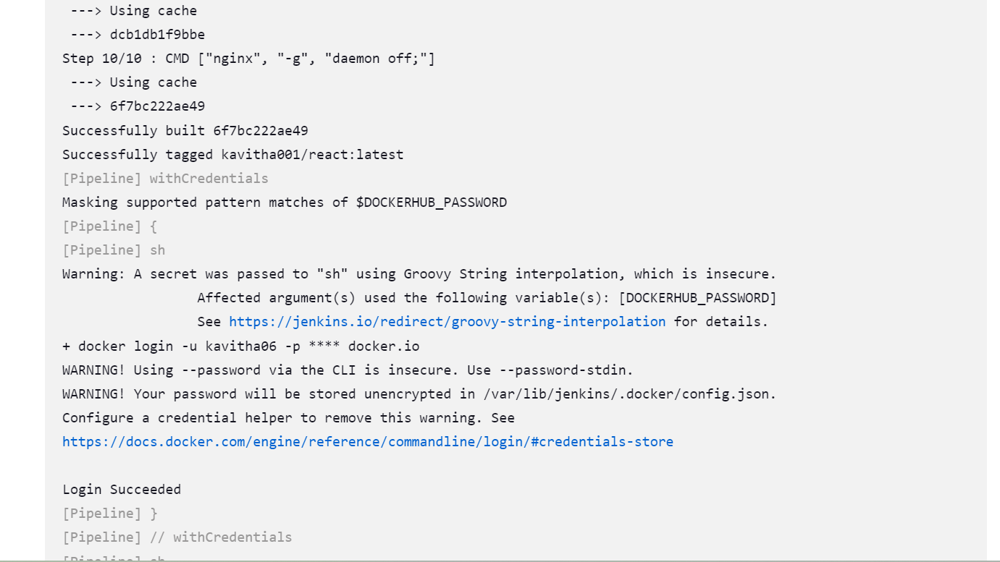 ---> Using cache
---> dcb1db1f9bbe
Step 10/10 : CMD ["nginx", "-g", "daemon off;"]
---> Using cache
---> 6f7bc222ae49
Successfully built 6f7bc222ae49
Successfully tagged kavitha001/react:latest
[Pipeline] withCredentials
Masking supported pattern matches of $DOCKERHUB_PASSWORD
[Pipeline] {
[Pipeline] sh
Warning: A secret was passed to "sh" using Groovy String interpolation, which is insecure.
Affected argument(s) used the following variable(s): [DOCKERHUB_PASSWORD]
See https://jenkins.io/redirect/groovy-string-interpolation for details.
+ docker login -u kavitha06 -p **** docker.io
WARNING! Using --password via the CLI is insecure. Use --password-stdin.
WARNING! Your password will be stored unencrypted in /var/lib/jenkins/.docker/config.json.
Configure a credential helper to remove this warning. See
https://docs.docker.com/engine/reference/commandline/login/#credentials-store
Login Succeeded
[Pipeline] }
[Pipeline] // withCredentials
[Pipeline] sh